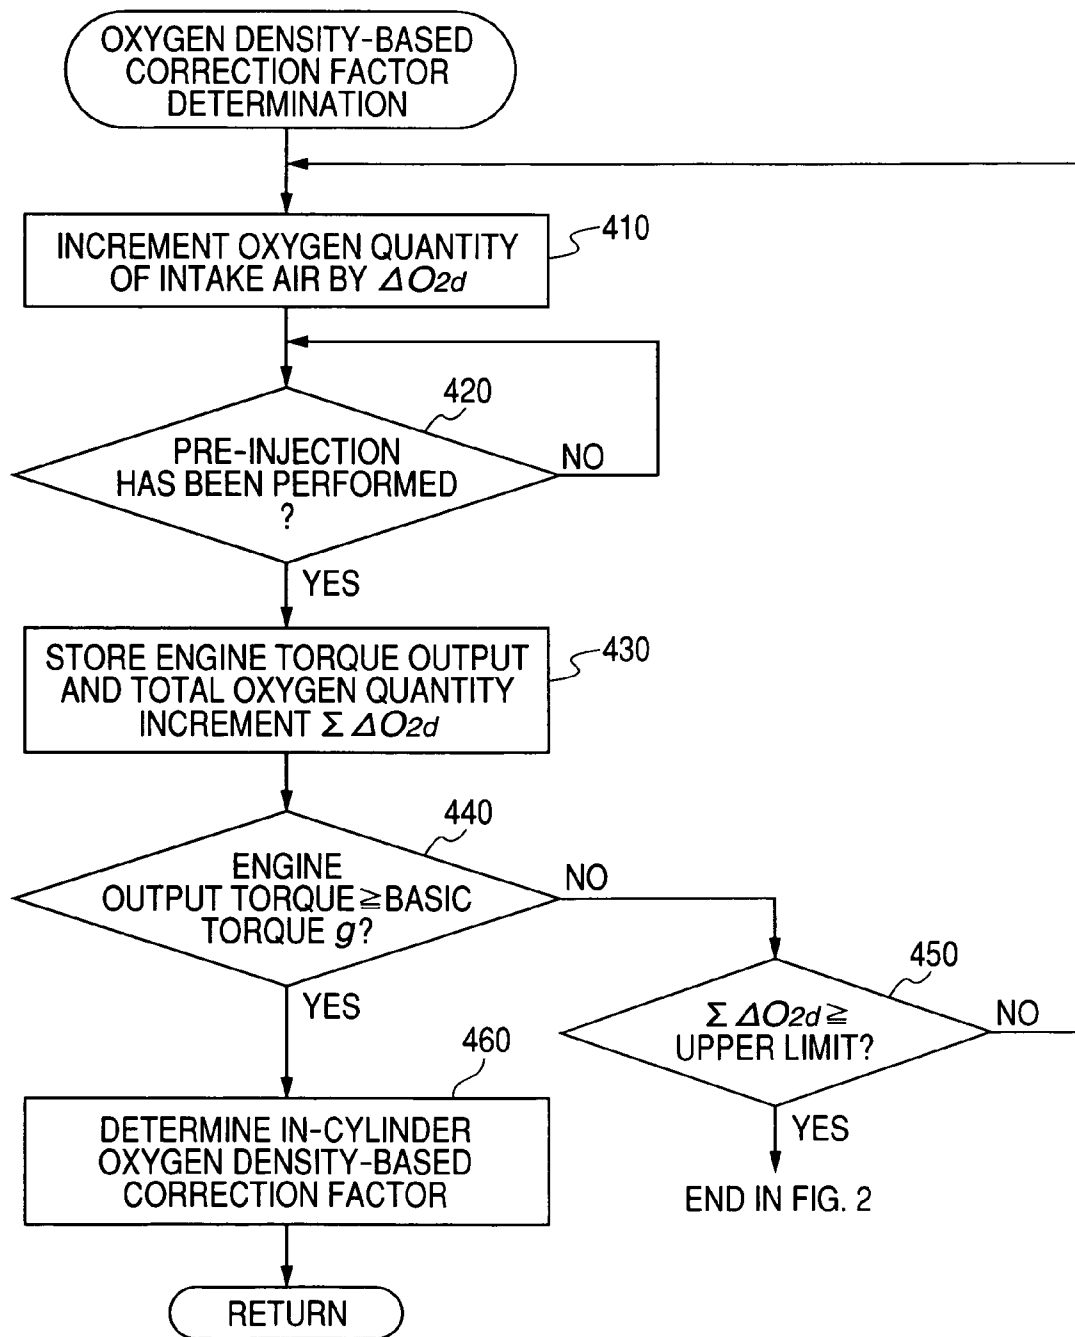 OXYGEN DENSITY-BASED
CORRECTION FACTOR
DETERMINATION
INCREMENT OXYGEN QUANTITY
OF INTAKE AIR BY ΔO2d
410
420
PRE-INJECTION
HAS BEEN PERFORMED
?
NO
YES
STORE ENGINE TORQUE OUTPUT
AND TOTAL OXYGEN QUANTITY
INCREMENT Σ ΔO2d
430
440
ENGINE
OUTPUT TORQUE≧BASIC
TORQUE g?
NO
YES
450
Σ ΔO2d≧
UPPER LIMIT?
NO
YES
END IN FIG. 2
460
DETERMINE IN-CYLINDER
OXYGEN DENSITY-BASED
CORRECTION FACTOR
RETURN